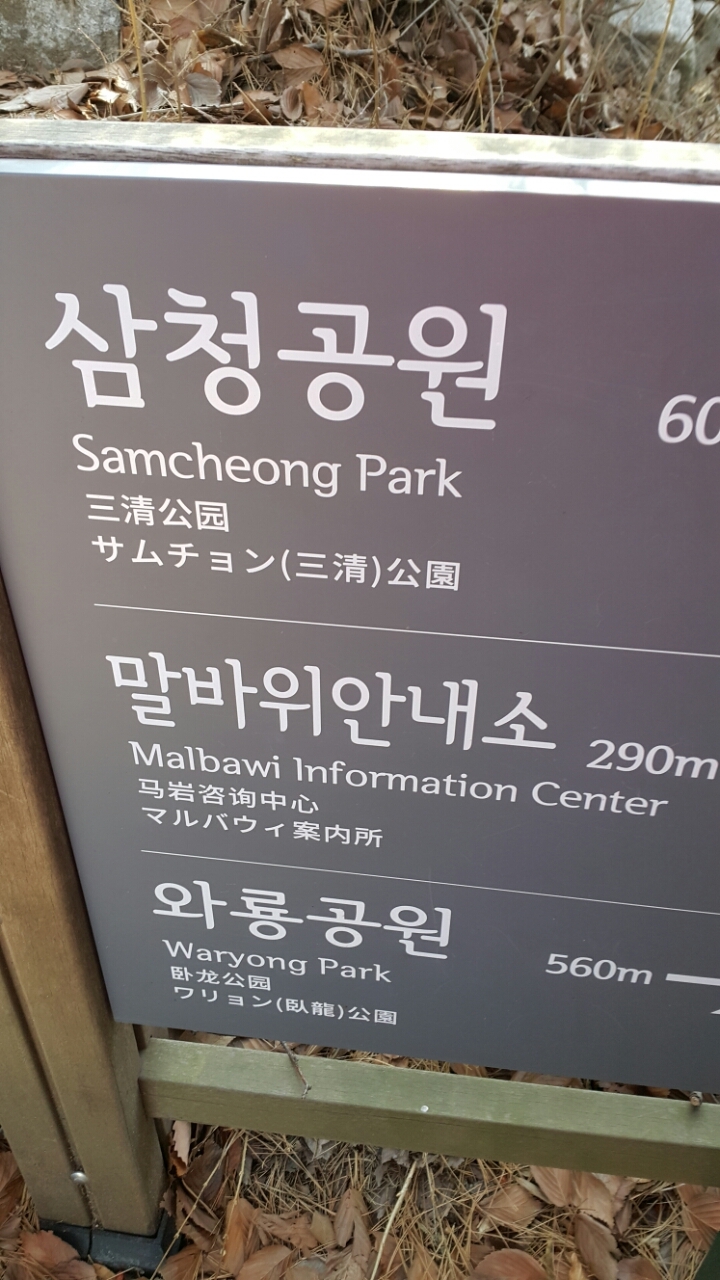 삼청공원
Samcheong Park
三清公园
サムチョン(三清)公園
말바위안내소 290m
Malbawi Information Center
马岩咨询中心
マルバウィ案内所
와룡공원
Waryong Park 560m
卧龙公园
ワリョン(臥龍)公園